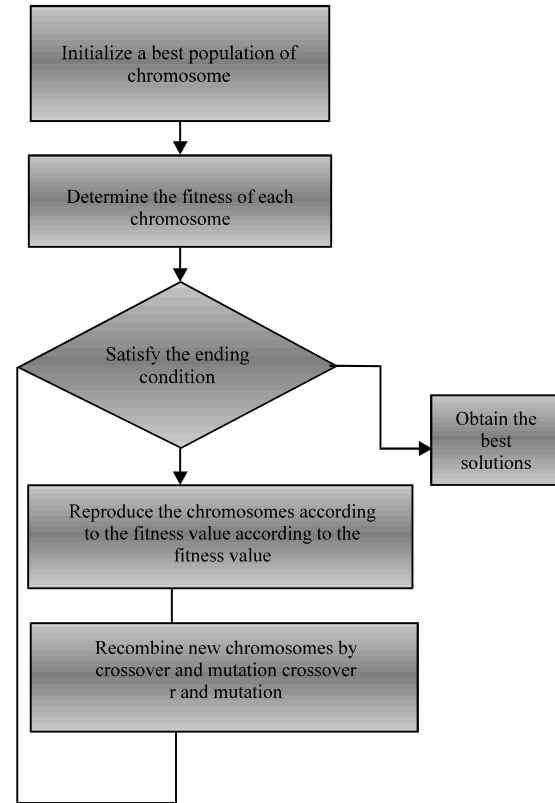 Initialize a best population of
chromosome
Determine the fitness of each
chromosome
Satisfy the ending
condition
Obtain the
best
solutions
Reproduce the chromosomes according
to the fitness value according to the
fitness value
Recombine new chromosomes by
crossover and mutation crossover
r and mutation